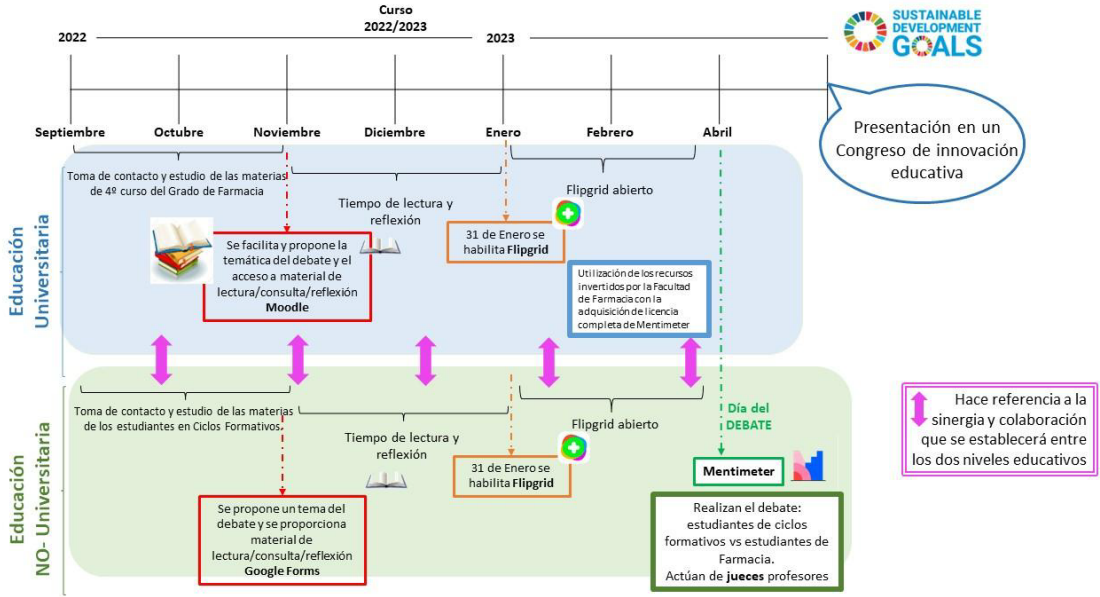 Curso
2022/2023
2022
2023
SUSTAINABLE
DEVELOPMENT
GOALS
Septiembre
Octubre
Noviembre
Diciembre
Enero
Febrero
Abril
Presentación en un
Congreso de innovación
educativa
Educación
Universitaria
Toma de contacto y estudio de las materias
de 4º curso del Grado de Farmacia
Se facilita y propone la
temática del debate y el
acceso a material de
lectura/consulta/reflexión
Moodle
Tiempo de lectura y
reflexión
31 de Enero se
habilita Flipgrid
Flipgrid abierto
Utilización de los recursos
invertidos por la Facultad
de Farmacia con la
adquisición de licencia
completa de Mentimeter
Educación
NO- Universitaria
Toma de contacto y estudio de las materias
de los estudiantes en Ciclos Formativos
Se propone un tema del
debate y se proporciona
material de
lectura/consulta/reflexión
Google Forms
Tiempo de lectura y
reflexión
31 de Enero se
habilita Flipgrid
Flipgrid abierto
Día del
DEBATE
Mentimeter
Realizan el debate:
estudiantes de ciclos
formativos vs estudiantes de
Farmacia.
Actúan de jueces profesores
Hace referencia a la
sinergia y colaboración
que se establecerá entre
los dos niveles educativos